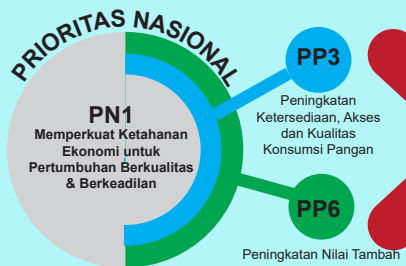 PRIORITAS NASIONAL
PN1
Memperkuat Ketahanan
Ekonomi untuk
Pertumbuhan Berkualitas
& Berkeadilan
PP3
Peningkatan
Ketersediaan, Akses
dan Kualitas
Konsumsi Pangan
PP6
Peningkatan Nilai Tambah